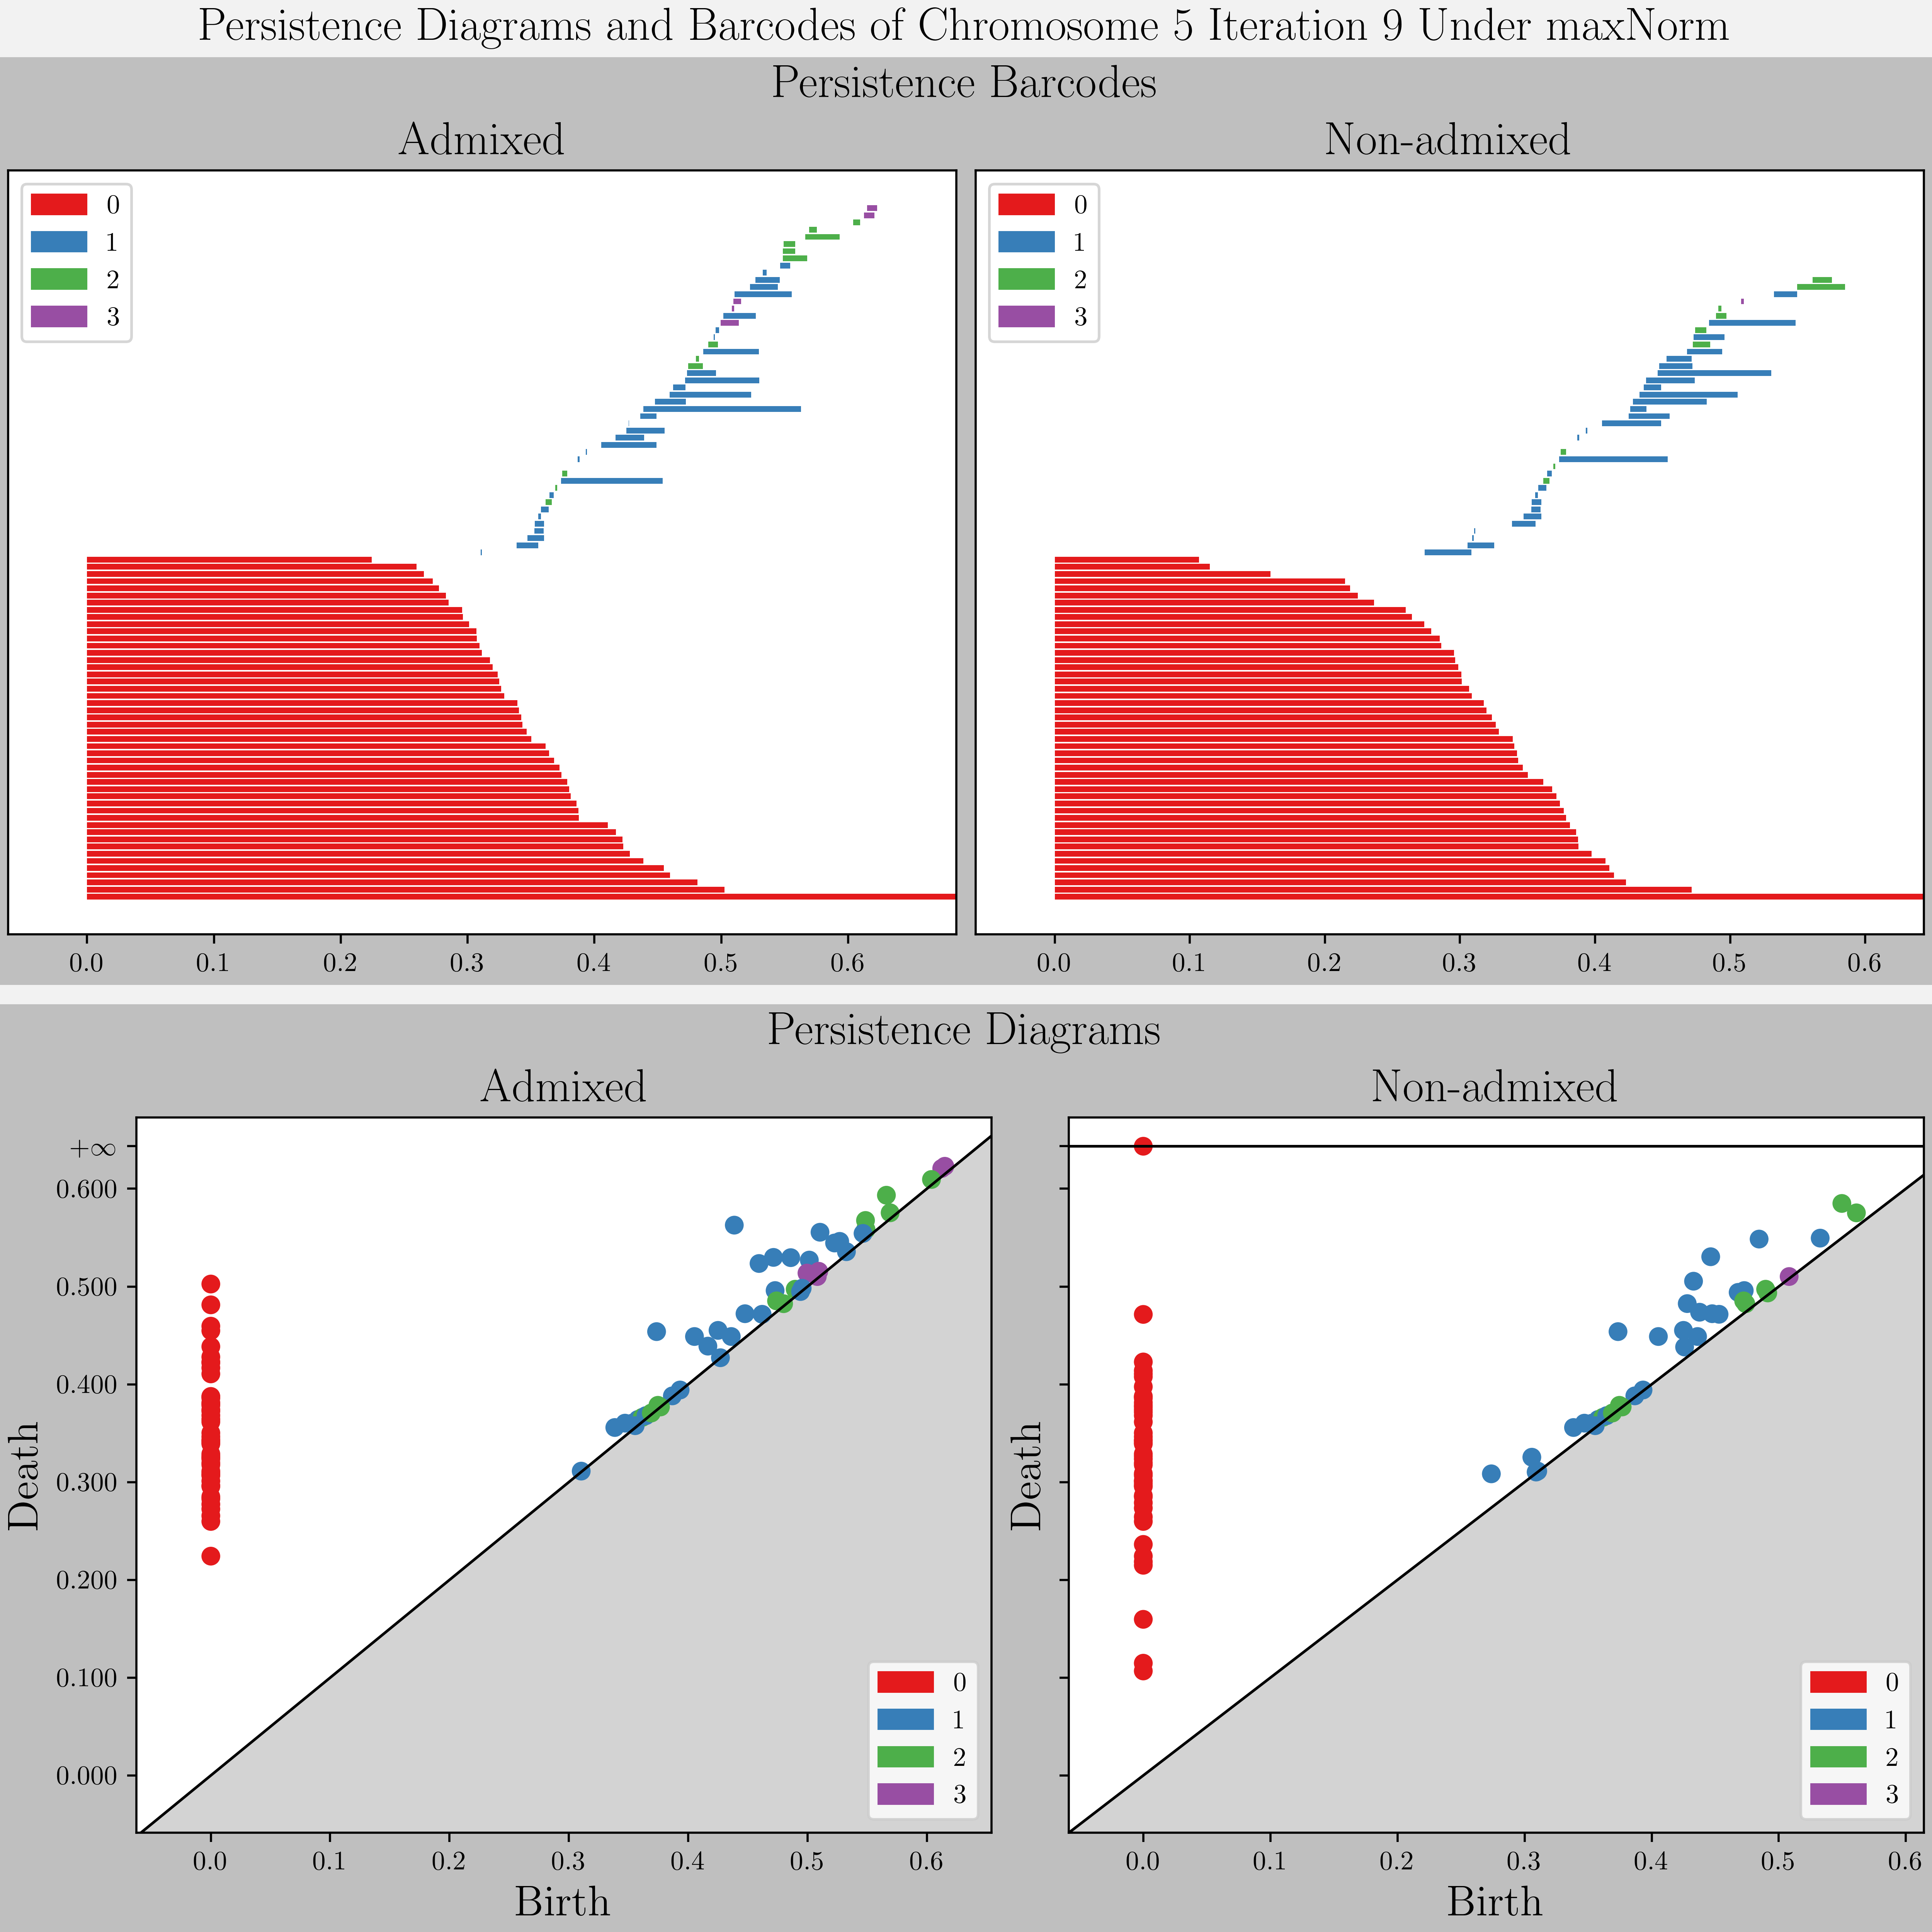 Persistence Diagrams and Barcodes of Chromosome 5 Iteration 9 Under maxNorm
Persistence Barcodes
Admixed
0
1
2
3
0.0 0.1 0.2 0.3 0.4 0.5 0.6
Non-admixed
0
1
2
3
0.0 0.1 0.2 0.3 0.4 0.5 0.6
Persistence Diagrams
Admixed
+∞
0.600
0.500
0.400
0.300
0.200
0.100
0.000
Death
0
1
2
3
0.0 0.1 0.2 0.3 0.4 0.5 0.6
Birth
Non-admixed
Death
0
1
2
3
0.0 0.1 0.2 0.3 0.4 0.5 0.6
Birth